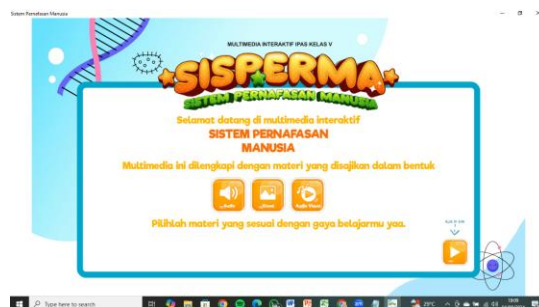 Sistem Pernafasan Manusia
MULTIMEDIA INTERAKTIF IPAS KELAS V
SISPERMA
SISTEM PERNAFASAN MANUSIA
Selamat datang di multimedia interaktif
SISTEM PERNAFASAN
MANUSIA
Multimedia ini dilengkapi dengan materi yang disajikan dalam bentuk
Audio
Visual
Audio Visual
Pilihlah materi yang sesuai dengan gaya belajarmu yaa.
Type here to search
29°C